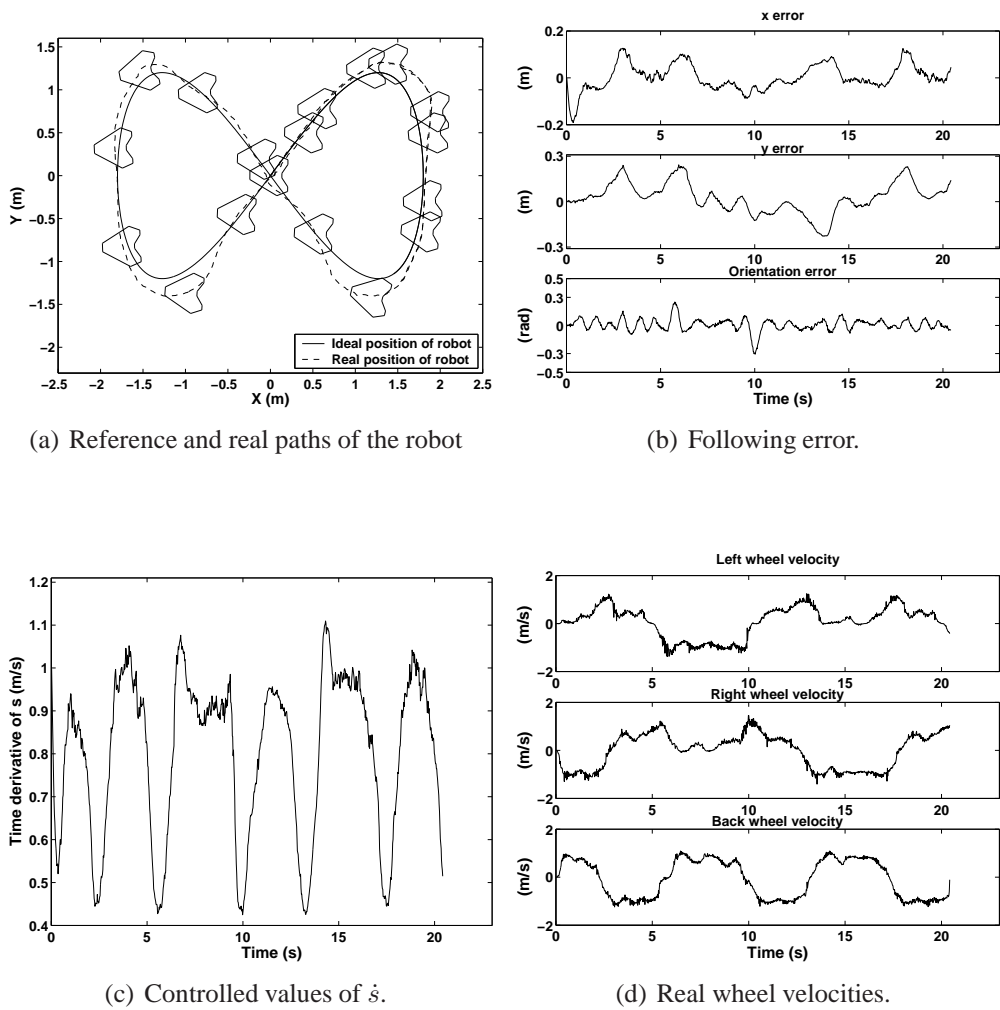 1.5
1
0.5
0
−0.5
−1
−1.5
−2
Y (m)
−2.5 −2 −1.5 −1 −0.5 0 0.5 1 1.5 2 2.5
X (m)
Ideal position of robot
Real position of robot
(a) Reference and real paths of the robot
x error
0.2
0
−0.2
(m)
0 5 10 15 20
y error
0.3
0
−0.3
(m)
0 5 10 15 20
Orientation error
0.5
0.3
0
−0.3
−0.5
(rad)
0 5 10 15 20
Time (s)
(b) Following error.
1.2
1.1
1
0.9
0.8
0.7
0.6
0.5
0.4
Time derivative of s (m/s)
0 5 10 15 20
Time (s)
(c) Controlled values of ṡ.
Left wheel velocity
2
0
−2
(m/s)
0 5 10 15 20
Right wheel velocity
2
0
−2
(m/s)
0 5 10 15 20
Back wheel velocity
2
0
−2
(m/s)
0 5 10 15 20
Time (s)
(d) Real wheel velocities.